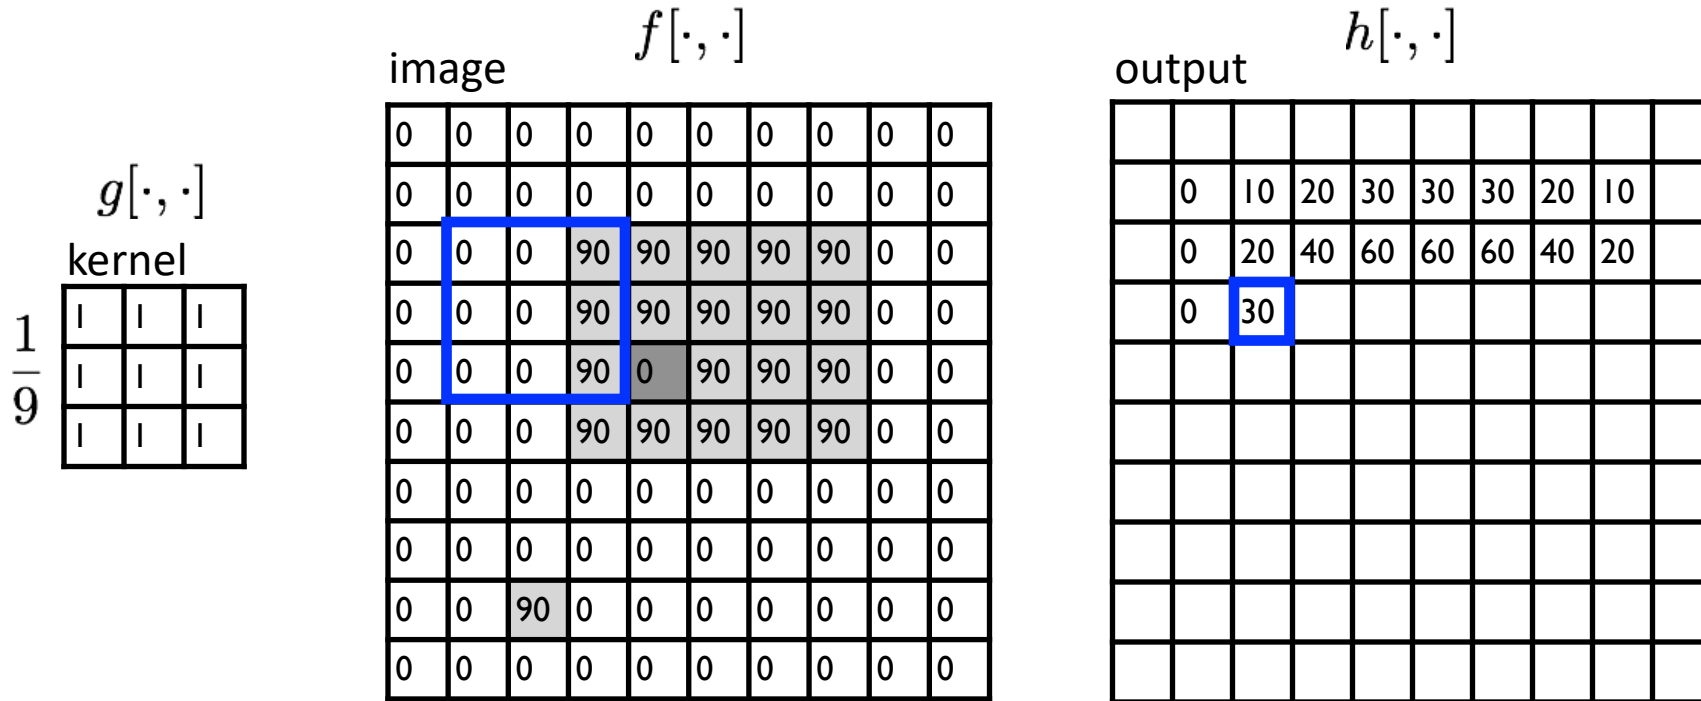 f[·, ·]
h[·, ·]
image
output
g[·, ·]
kernel
1/9
1 1 1
1 1 1
1 1 1
0 0 0 0 0 0 0 0 0 0
0 0 0 0 0 0 0 0 0 0
0 0 0 90 90 90 90 90 0 0
0 0 0 90 90 90 90 90 0 0
0 0 0 90 0 90 90 90 0 0
0 0 0 90 90 90 90 90 0 0
0 0 0 0 0 0 0 0 0 0
0 0 0 0 0 0 0 0 0 0
0 0 90 0 0 0 0 0 0 0
0 0 0 0 0 0 0 0 0 0
0 10 20 30 30 30 20 10
0 20 40 60 60 60 40 20
0 30